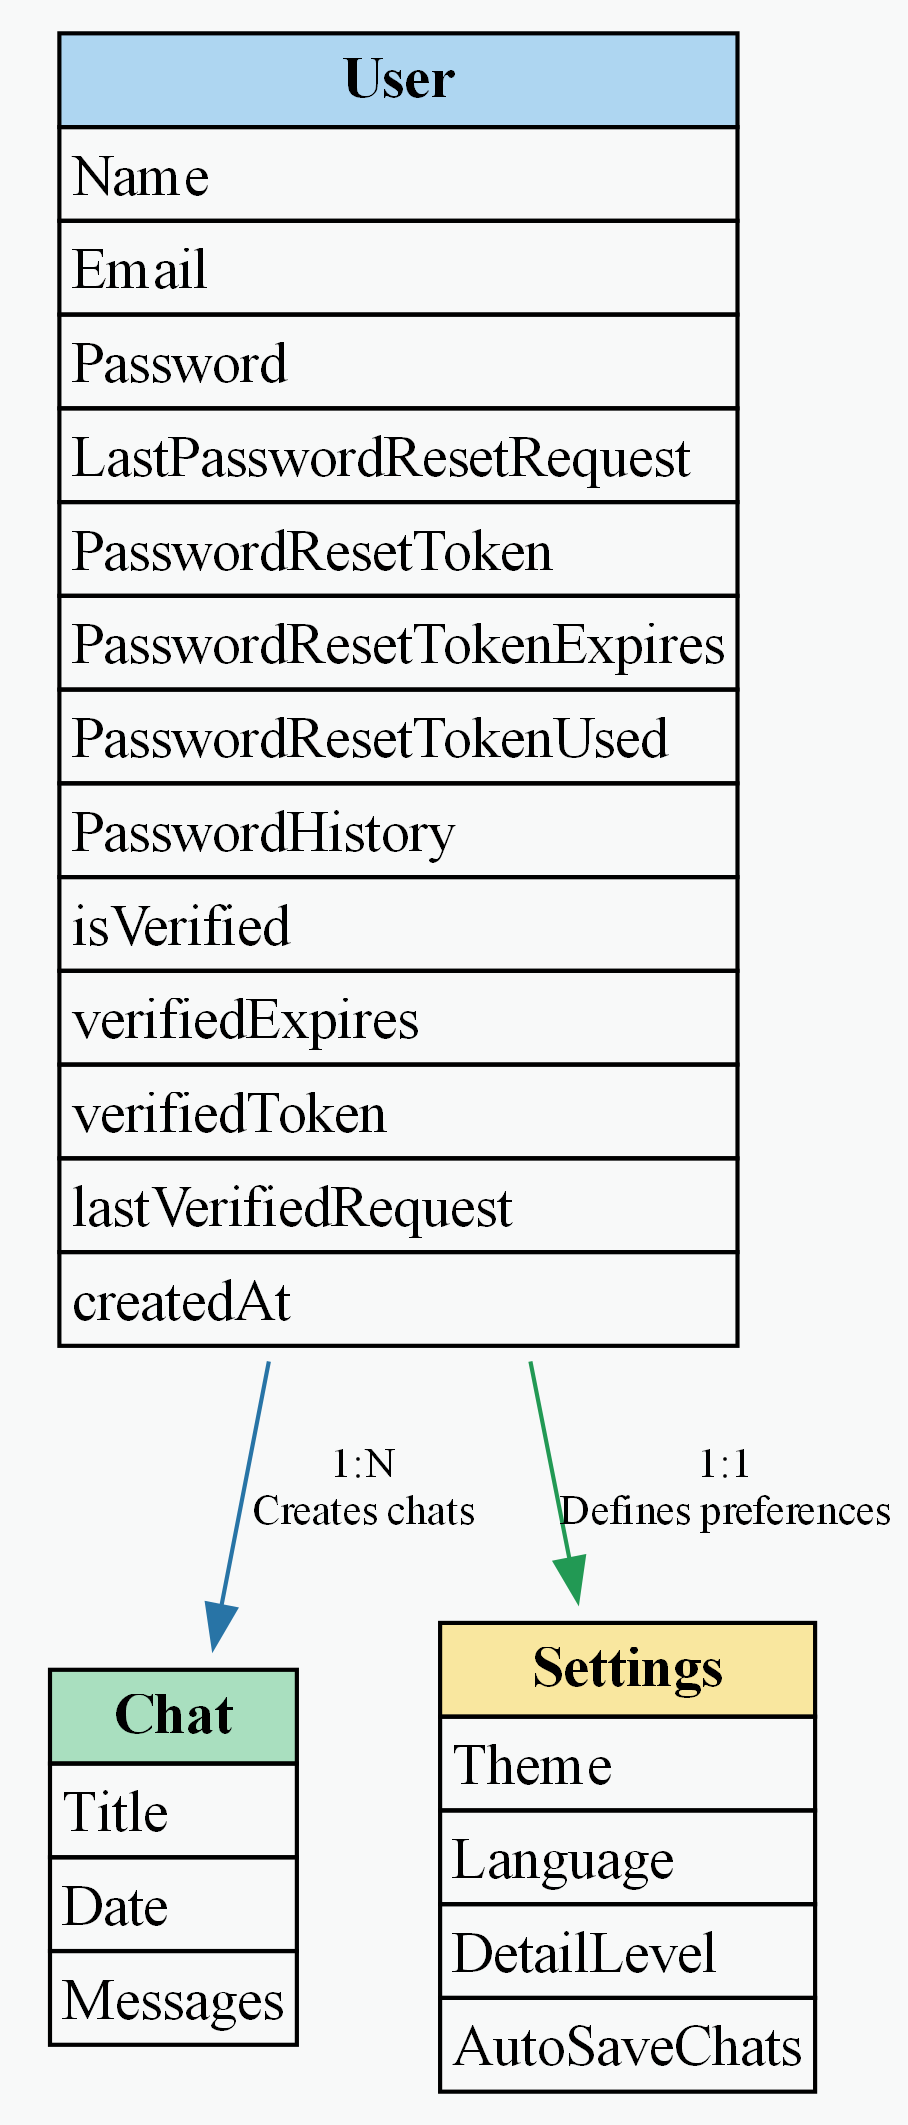 User
Name
Email
Password
LastPasswordResetRequest
PasswordResetToken
PasswordResetTokenExpires
PasswordResetTokenUsed
PasswordHistory
isVerified
verifiedExpires
verifiedToken
lastVerifiedRequest
createdAt
1:N
Creates chats
1:1
Defines preferences
Chat
Title
Date
Messages
Settings
Theme
Language
DetailLevel
AutoSaveChats